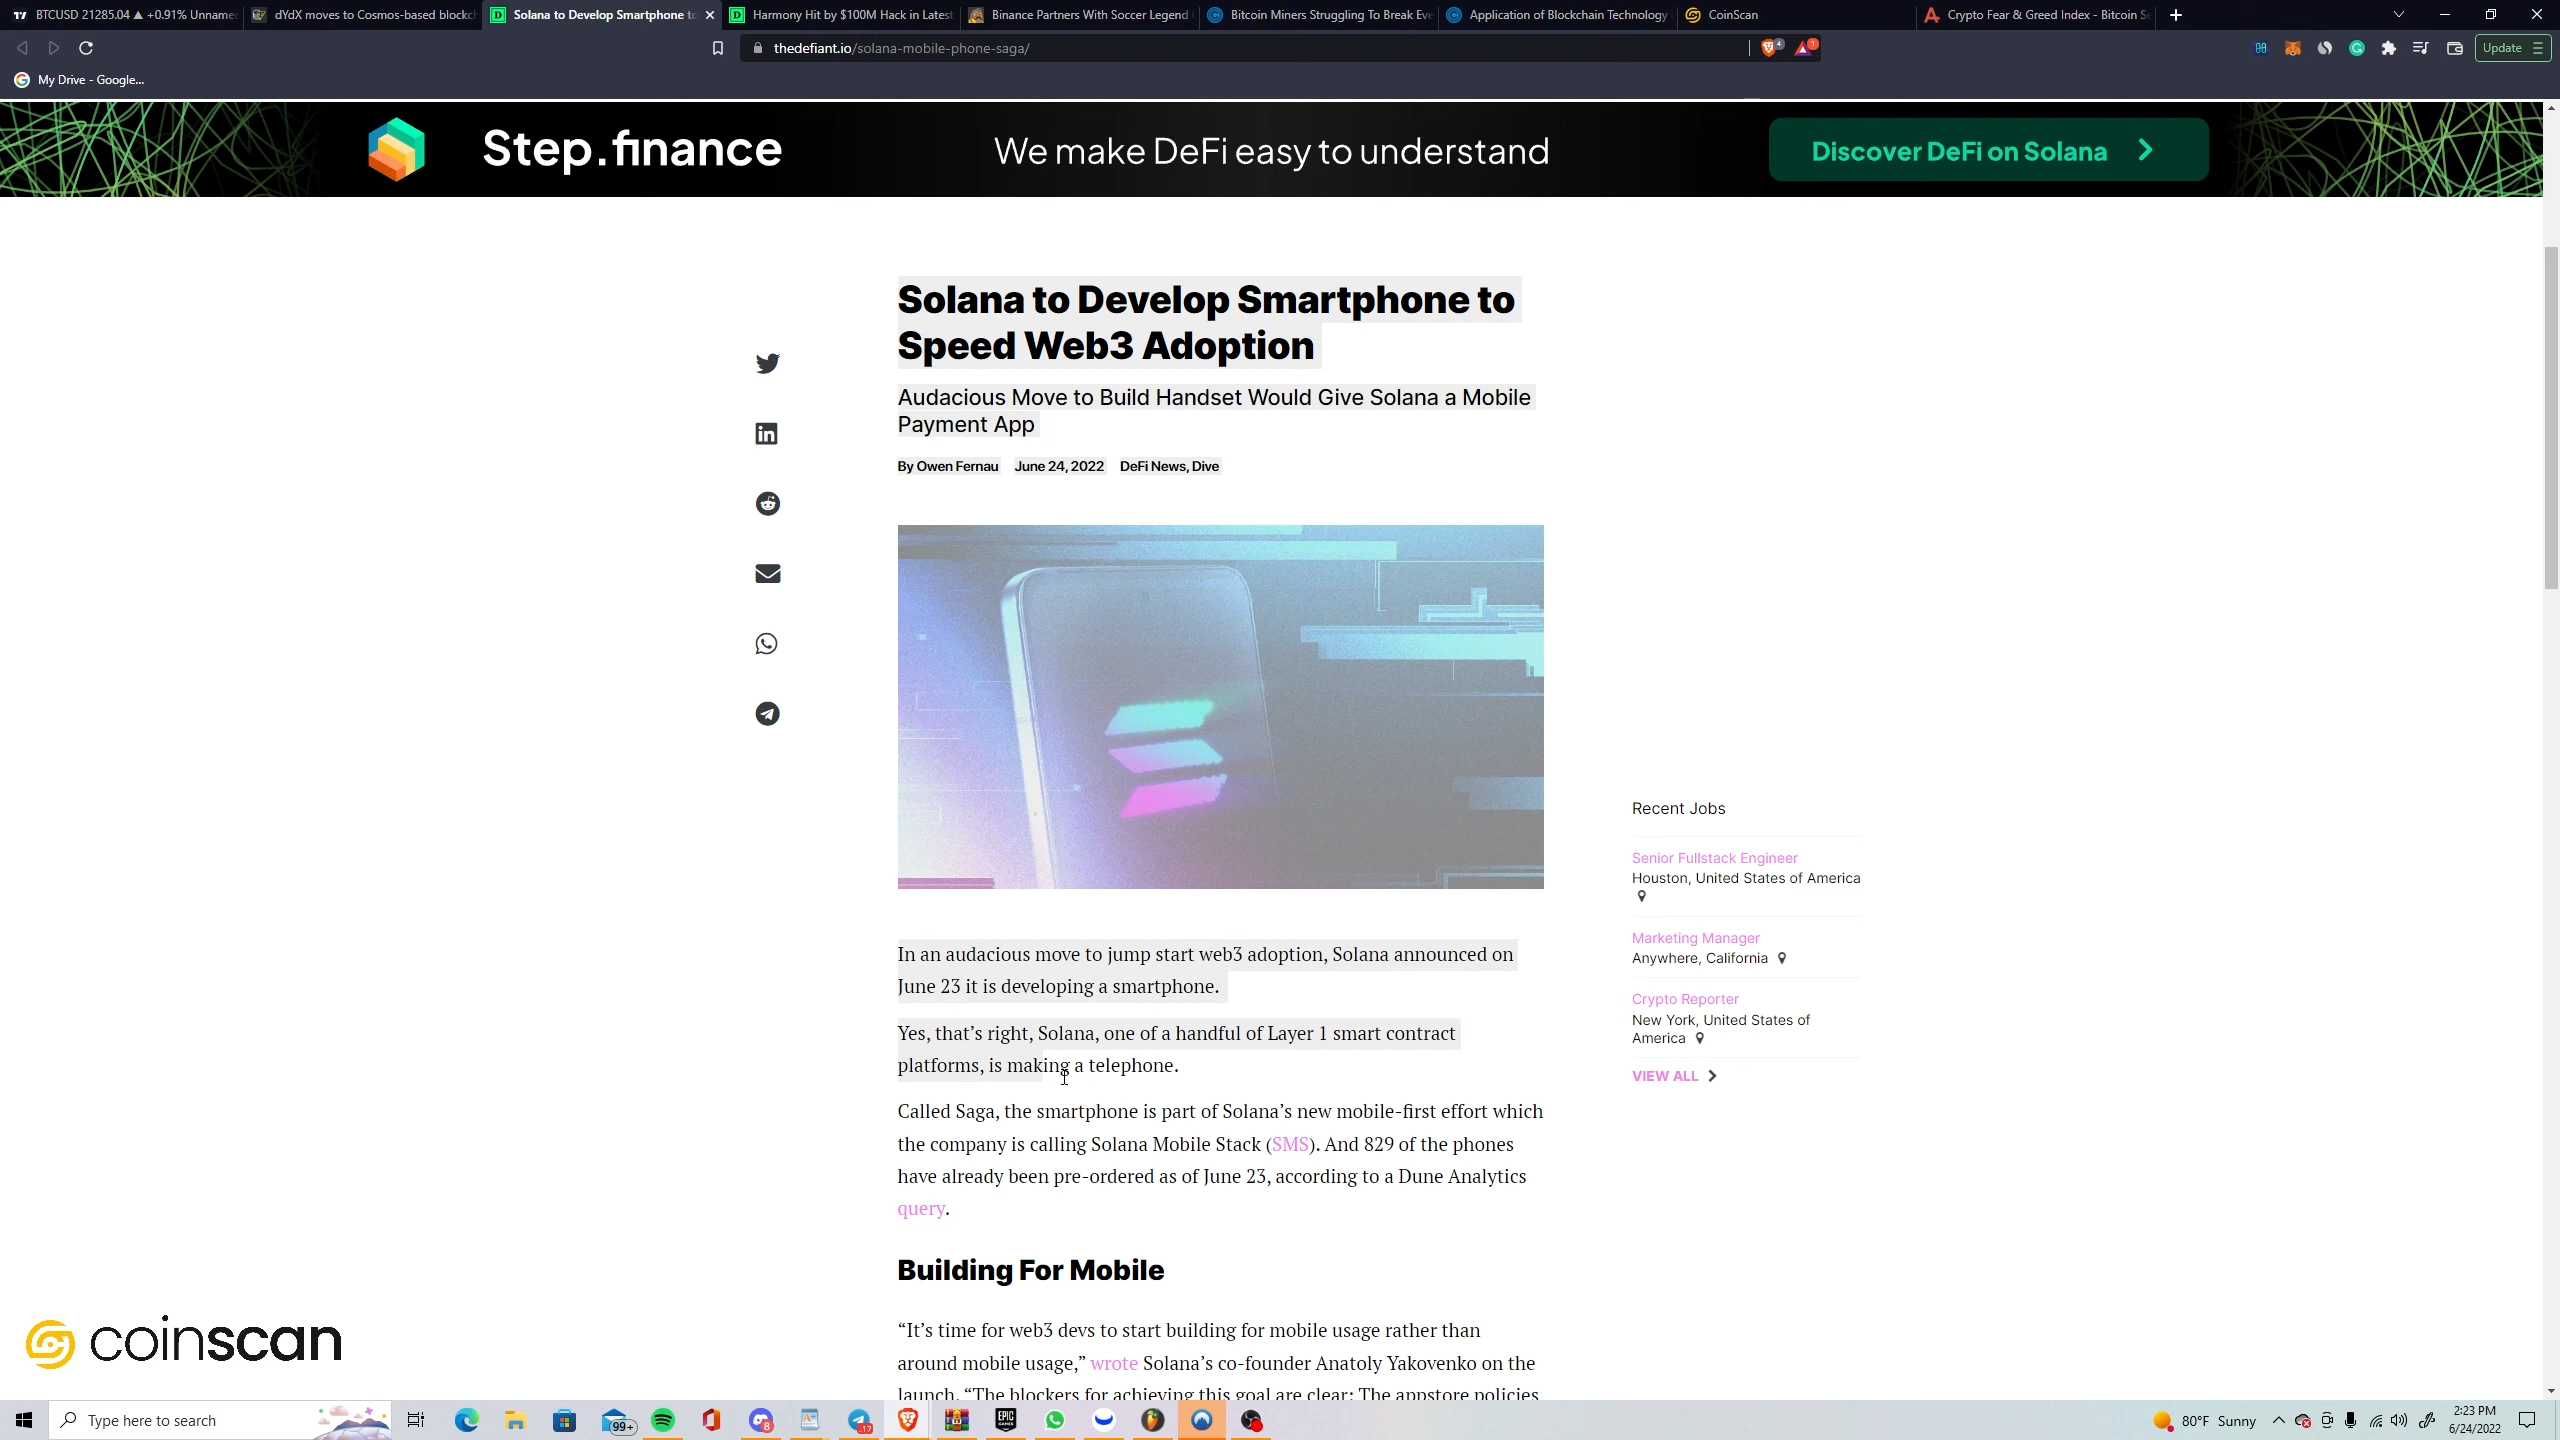 BTCUSD 21285.04 ▲ +0.91% Unnamed
dYdX moves to Cosmos-based blockc
Solana to Develop Smartphone to
Harmony Hit by $100M Hack in Latest
Binance Partners With Soccer Legend
Bitcoin Miners Struggling To Break Eve
Application of Blockchain Technology
CoinScan
Crypto Fear & Greed Index - Bitcoin Se
thedefiant.io/solana-mobile-phone-saga/
4
1
Update
My Drive - Google...
Step.finance
We make DeFi easy to understand
Discover DeFi on Solana
Solana to Develop Smartphone to
Speed Web3 Adoption
Audacious Move to Build Handset Would Give Solana a Mobile
Payment App
By Owen Fernau June 24, 2022 DeFi News, Dive
In an audacious move to jump start web3 adoption, Solana announced on
June 23 it is developing a smartphone.
Yes, that’s right, Solana, one of a handful of Layer 1 smart contract
platforms, is making a telephone.
Called Saga, the smartphone is part of Solana’s new mobile-first effort which
the company is calling Solana Mobile Stack (SMS). And 829 of the phones
have already been pre-ordered as of June 23, according to a Dune Analytics
query.
Building For Mobile
“It’s time for web3 devs to start building for mobile usage rather than
around mobile usage,” wrote Solana’s co-founder Anatoly Yakovenko on the
launch. “The blockers for achieving this goal are clear: The appstore policies
Recent Jobs
Senior Fullstack Engineer
Houston, United States of America
Marketing Manager
Anywhere, California
Crypto Reporter
New York, United States of
America
VIEW ALL
coinscan
Type here to search
99+
8
17
EPIC
GAMES
80°F Sunny
2:23 PM
6/24/2022